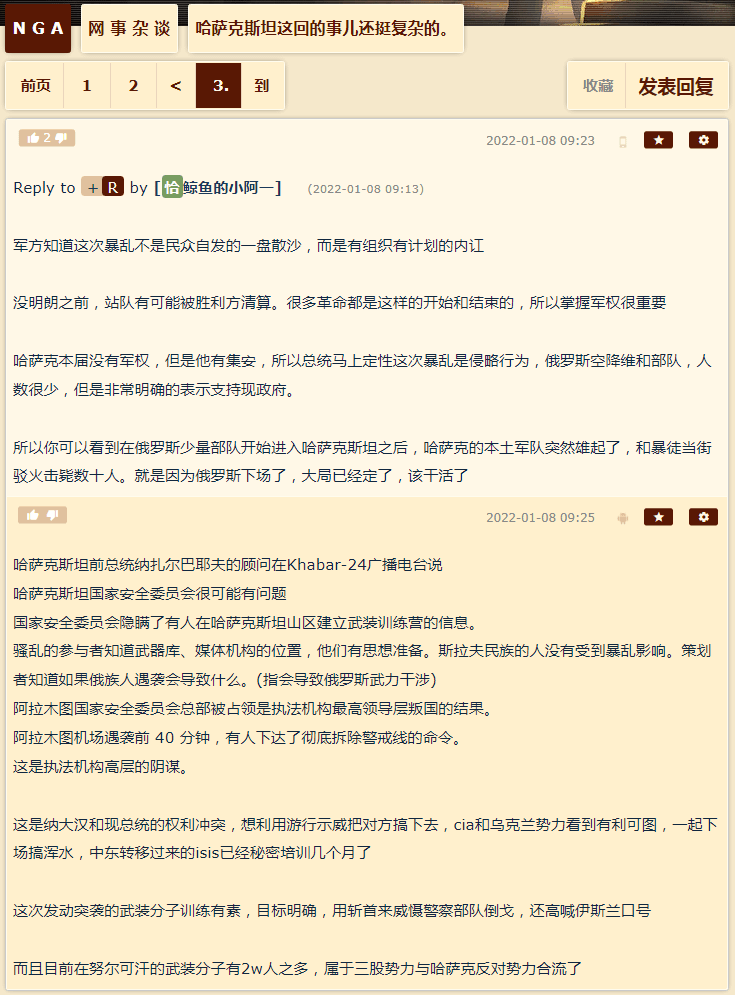 NGA 网事杂谈 哈萨克斯坦这回的事儿还挺复杂的。
前页 1 2 < 3. 到 收藏 发表回复
2 2022-01-08 09:23
Reply to +R by [恰鲸鱼的小阿一] (2022-01-08 09:13)
军方知道这次暴乱不是民众自发的一盘散沙，而是有组织有计划的内讧
没明朗之前，站队有可能被胜利方清算。很多革命都是这样的开始和结束的，所以掌握军权很重要
哈萨克本届没有军权，但是他有集安，所以总统马上定性这次暴乱是侵略行为，俄罗斯空降维和部队，人
数很少，但是非常明确的表示支持现政府。
所以你可以看到在俄罗斯少量部队开始进入哈萨克斯坦之后，哈萨克的本土军队突然雄起了，和暴徒当街
驳火击毙数十人。就是因为俄罗斯下场了，大局已经定了，该干活了
2022-01-08 09:25
哈萨克斯坦前总统纳扎尔巴耶夫的顾问在Khabar-24广播电台说
哈萨克斯坦国家安全委员会很可能有问题
国家安全委员会隐瞒了有人在哈萨克斯坦山区建立武装训练营的信息。
骚乱的参与者知道武器库、媒体机构的位置，他们有思想准备。斯拉夫民族的人没有受到暴乱影响。策划
者知道如果俄族人遇袭会导致什么。(指会导致俄罗斯武力干涉)
阿拉木图国家安全委员会总部被占领是执法机构最高领导层叛国的结果。
阿拉木图机场遇袭前 40 分钟，有人下达了彻底拆除警戒线的命令。
这是执法机构高层的阴谋。
这是纳大汉和现总统的权利冲突，想利用游行示威把对方搞下去，cia和乌克兰势力看到有利可图，一起下
场搞浑水，中东转移过来的isis已经秘密培训几个月了
这次发动突袭的武装分子训练有素，目标明确，用斩首来威慑警察部队倒戈，还高喊伊斯兰口号
而且目前在努尔可汗的武装分子有2w人之多，属于三股势力与哈萨克反对势力合流了